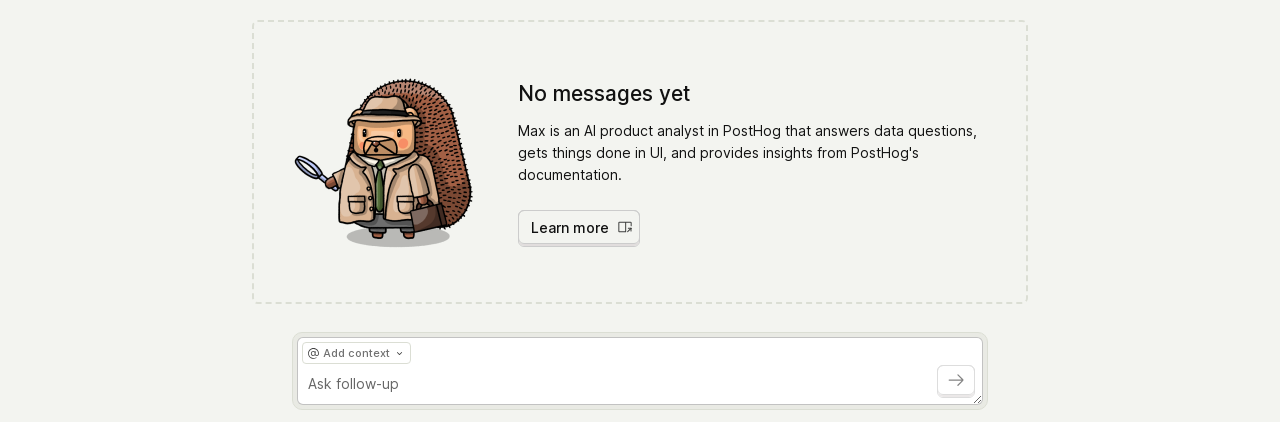 No messages yet
Max is an AI product analyst in PostHog that answers data questions,
gets things done in UI, and provides insights from PostHog's
documentation.
Learn more
@ Add context
Ask follow-up